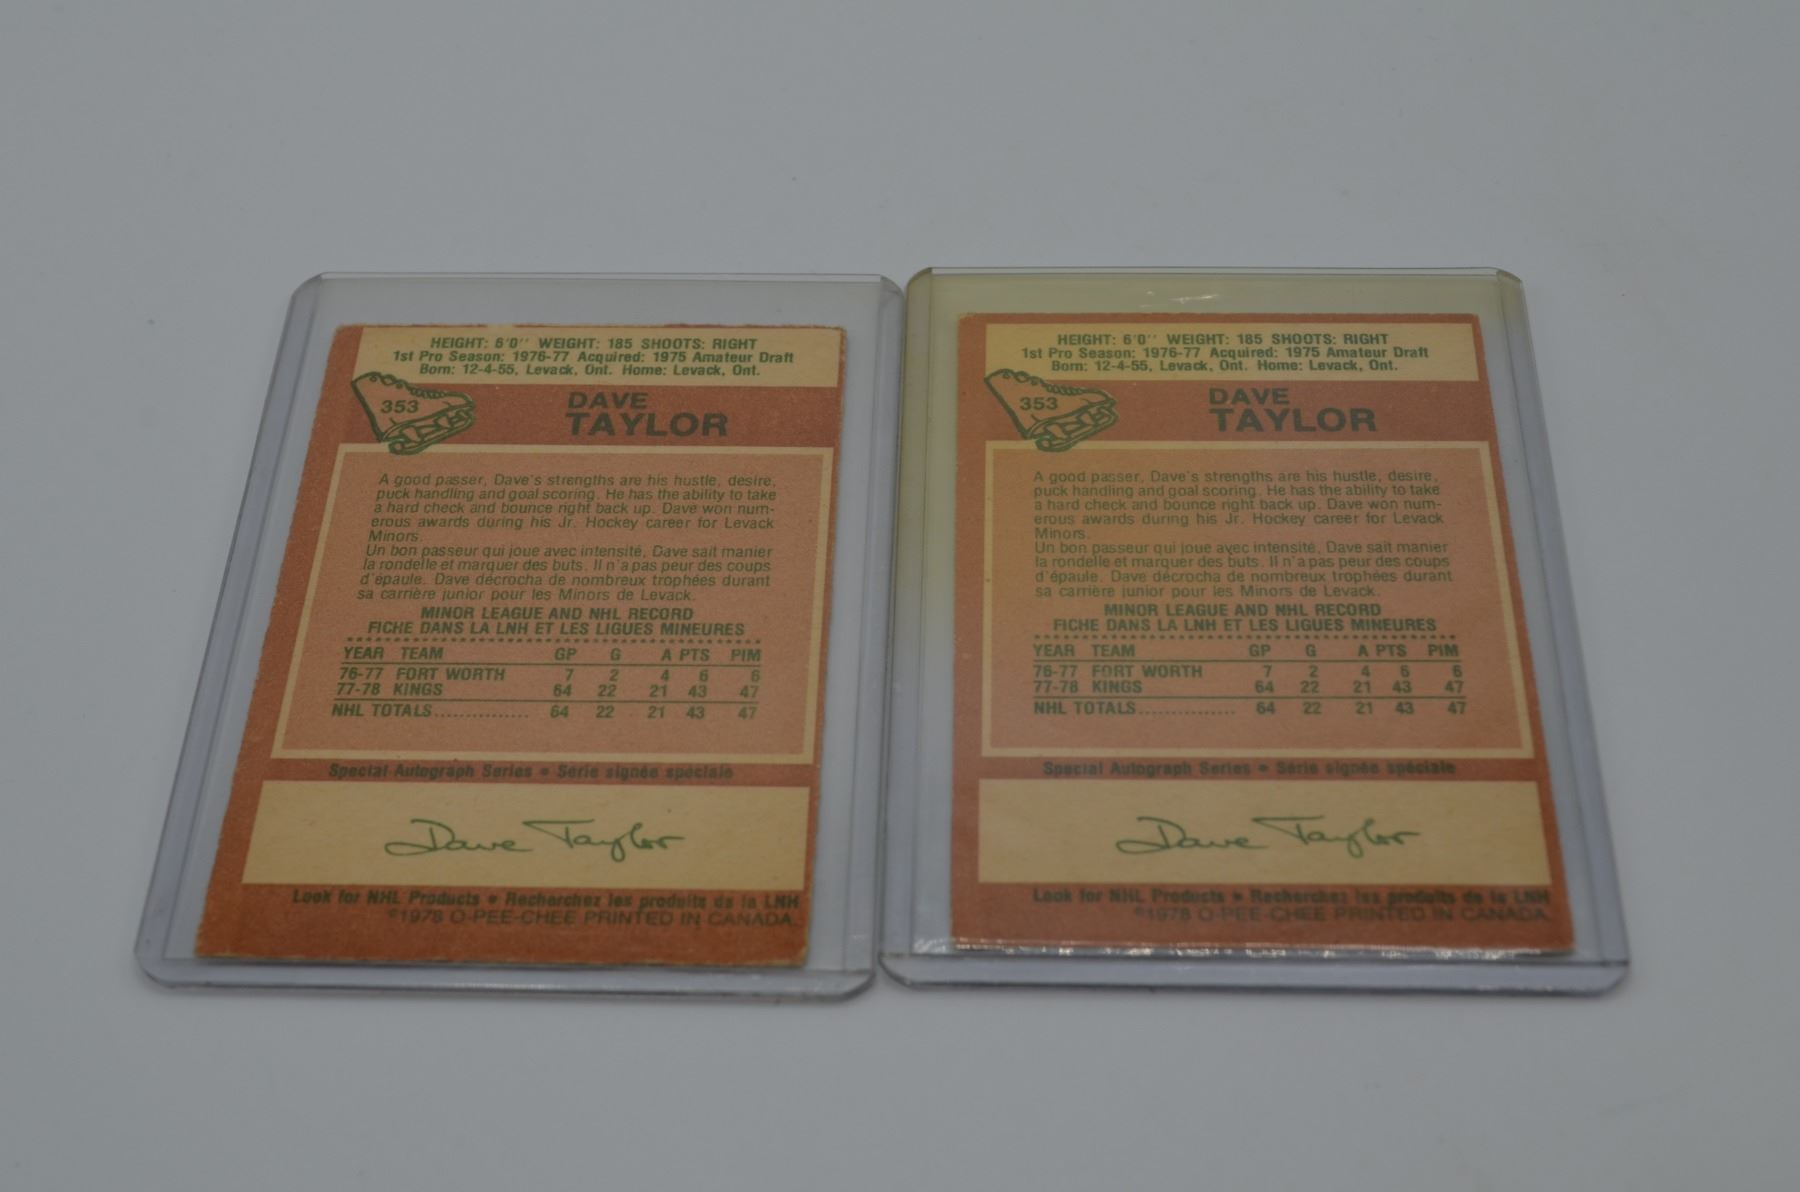 HEIGHT: 6'0'' WEIGHT: 185 SHOOTS: RIGHT
1st Pro Season: 1976-77 Acquired: 1975 Amateur Draft
Born: 12-4-55, Levack, Ont. Home: Levack, Ont.
353
DAVE
TAYLOR
A good passer, Dave's strengths are his hustle, desire,
puck handling and goal scoring. He has the ability to take
a hard check and bounce right back up. Dave won num-
erous awards during his Jr. Hockey career for Levack
Minors.
Un bon passeur qui joue avec intensité, Dave sait manier
la rondelle et marquer des buts. Il n'a pas peur des coups
d'épaule. Dave décrocha de nombreux trophées durant
sa carrière junior pour les Minors de Levack.
MINOR LEAGUE AND NHL RECORD
FICHE DANS LA LNH ET LES LIGUES MINEURES
YEAR TEAM GP G A PTS PIM
76-77 FORT WORTH 7 2 4 6 6
77-78 KINGS 64 22 21 43 47
NHL TOTALS............... 64 22 21 43 47
Special Autograph Series • Série signée spéciale
Dave Taylor
Look for NHL Products • Recherchez les produits de la LNH
©1978 O-PEE-CHEE PRINTED IN CANADA.
HEIGHT: 6'0'' WEIGHT: 185 SHOOTS: RIGHT
1st Pro Season: 1976-77 Acquired: 1975 Amateur Draft
Born: 12-4-55, Levack, Ont. Home: Levack, Ont.
353
DAVE
TAYLOR
A good passer, Dave's strengths are his hustle, desire,
puck handling and goal scoring. He has the ability to take
a hard check and bounce right back up. Dave won num-
erous awards during his Jr. Hockey career for Levack
Minors.
Un bon passeur qui joue avec intensité, Dave sait manier
la rondelle et marquer des buts. Il n'a pas peur des coups
d'épaule. Dave décrocha de nombreux trophées durant
sa carrière junior pour les Minors de Levack.
MINOR LEAGUE AND NHL RECORD
FICHE DANS LA LNH ET LES LIGUES MINEURES
YEAR TEAM GP G A PTS PIM
76-77 FORT WORTH 7 2 4 6 6
77-78 KINGS 64 22 21 43 47
NHL TOTALS............... 64 22 21 43 47
Special Autograph Series • Série signée spéciale
Dave Taylor
Look for NHL Products • Recherchez les produits de la LNH
©1978 O-PEE-CHEE PRINTED IN CANADA.